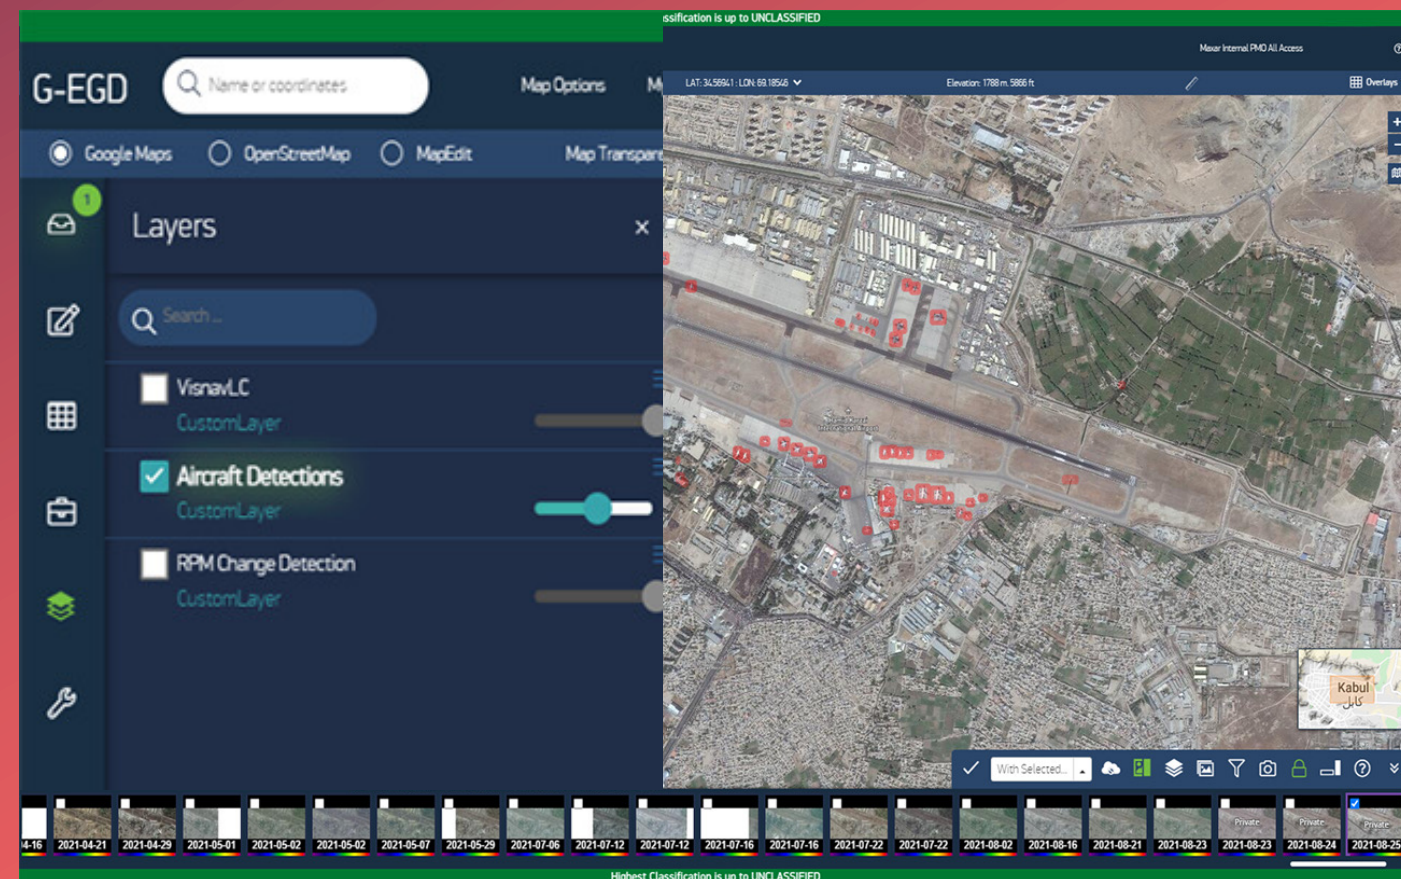 ssification is up to UNCLASSIFIED
G-EGD
Name or coordinates
Map Options
M
Maxar Internal PMO All Access
Google Maps
OpenStreetMap
MapEdit
Map Transpare
LAT: 34.56941 : LON: 69.18546
Elevation: 1788 m. 5866 ft
Overlays
1
Layers
×
Search ...
VisnavLC
CustomLayer
Aircraft Detections
CustomLayer
RPM Change Detection
CustomLayer
Hamid Karzai
International Airport
Kabul
کابل
With Selected...
Private
Private
Private
4-16
2021-04-21
2021-04-29
2021-05-01
2021-05-02
2021-05-02
2021-05-07
2021-05-29
2021-07-06
2021-07-12
2021-07-12
2021-07-16
2021-07-16
2021-07-22
2021-07-22
2021-08-02
2021-08-16
2021-08-21
2021-08-23
2021-08-23
2021-08-24
2021-08-25
Highest Classification is up to UNCLASSIFIED